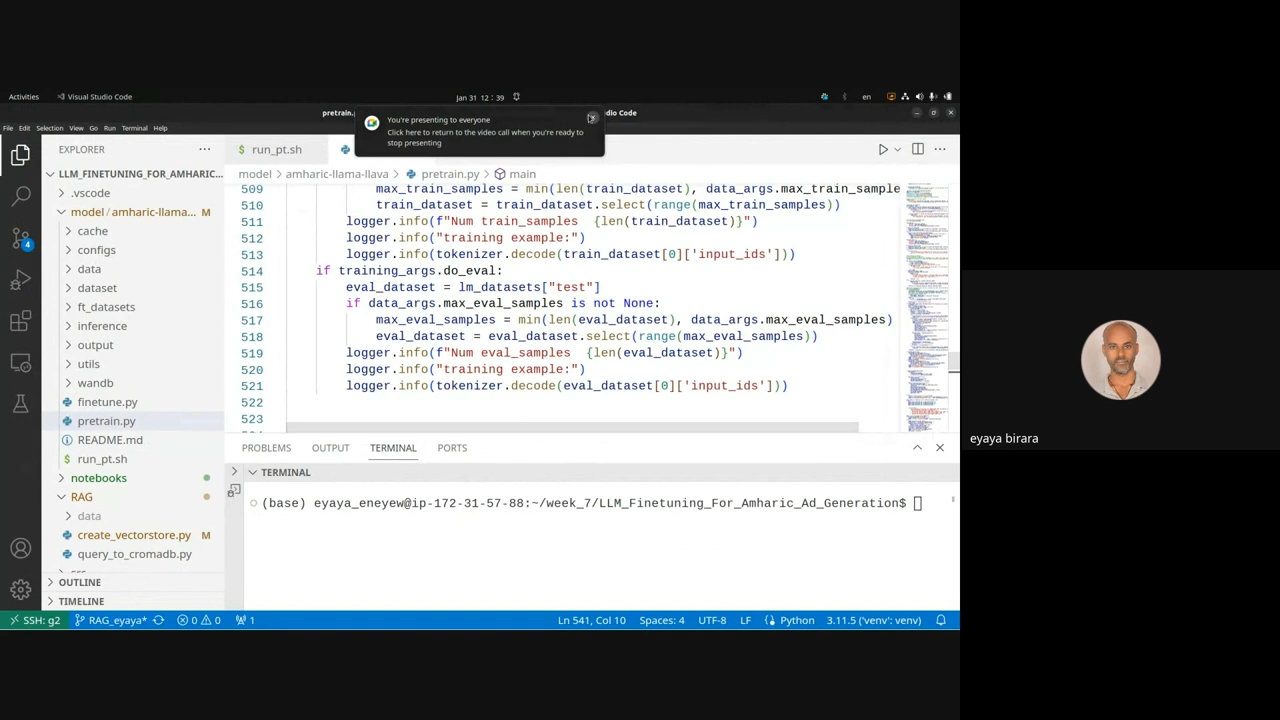 Activities
Visual Studio Code
Jan 31 12:39
en
pretrain.
io Code
You're presenting to everyone
Click here to return to the video call when you're ready to
stop presenting
File Edit Selection View Go Run Terminal Help
EXPLORER
LLM_FINETUNING_FOR_AMHARIC...
.vscode
model / amharic-llama... M
cache
configs
data
dataset
hf_datasets
inference
output
utils
wandb
finetune.py
pretrain.py
README.md
run_pt.sh
notebooks
RAG
data
create_vectorstore.py M
query_to_cromadb.py
OUTLINE
TIMELINE
4
run_pt.sh
model > amharic-llama-llava > pretrain.py > main
509 max_train_samples = min(len(train_dataset), data_args.max_train_sample
510 train_dataset = train_dataset.select(range(max_train_samples))
511 logger.info(f"Num train_samples {len(train_dataset)}")
512 logger.info("training example:")
513 logger.info(tokenizer.decode(train_dataset[0]['input_ids']))
514 if training_args.do_eval:
515 eval_dataset = lm_datasets["test"]
516 if data_args.max_eval_samples is not None:
517 max_eval_samples = min(len(eval_dataset), data_args.max_eval_samples)
518 eval_dataset = eval_dataset.select(range(max_eval_samples))
519 logger.info(f"Num eval_samples {len(eval_dataset)}")
520 logger.info("training example:")
521 logger.info(tokenizer.decode(eval_dataset[0]['input_ids']))
522
523
PROBLEMS OUTPUT TERMINAL PORTS
TERMINAL
(base) eyaya_eneyew@ip-172-31-57-88:~/week_7/LLM_Finetuning_For_Amharic_Ad_Generation$
SSH: g2 RAG_eyaya* 0 0 1 Ln 541, Col 10 Spaces: 4 UTF-8 LF Python 3.11.5 ('venv': venv)
eyaya birara